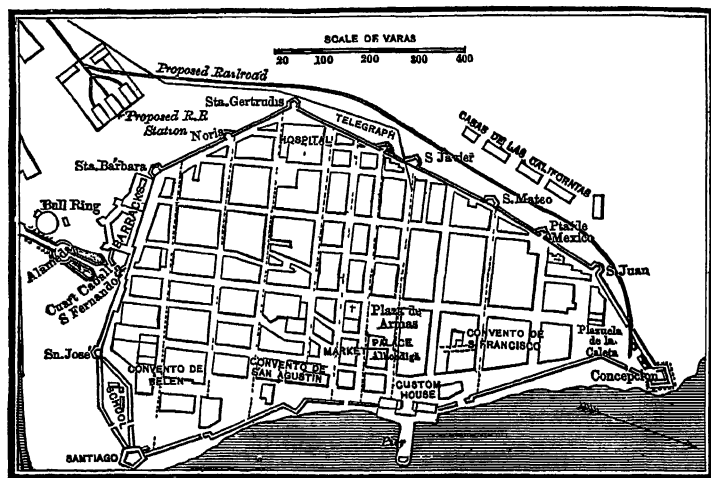 SCALE OF VARAS
20 100 200 300 400
Proposed Railroad
Proposed R.R
Station
Sta. Gertrudis
Noria
HOSPITAL
TELEGRAPH
S Javier
CASAS DE LAS CALIFORNIAS
Sta. Bárbara
S. Mateo
Pta. de
Mexico
Bull Ring
BARRACKS
Alameda
Cuart Caball
S Fernando
S. Juan
Plaza de
Armas
PALACE
Alhondiga
MARKET
CONVENTO DE
S FRANCISCO
Plazuela
de la
Caleta
Sn. José
CONVENTO DE
BELEN
CONVENTO DE
SAN AGUSTIN
CUSTOM
HOUSE
Concepcion
SANTIAGO
Pier